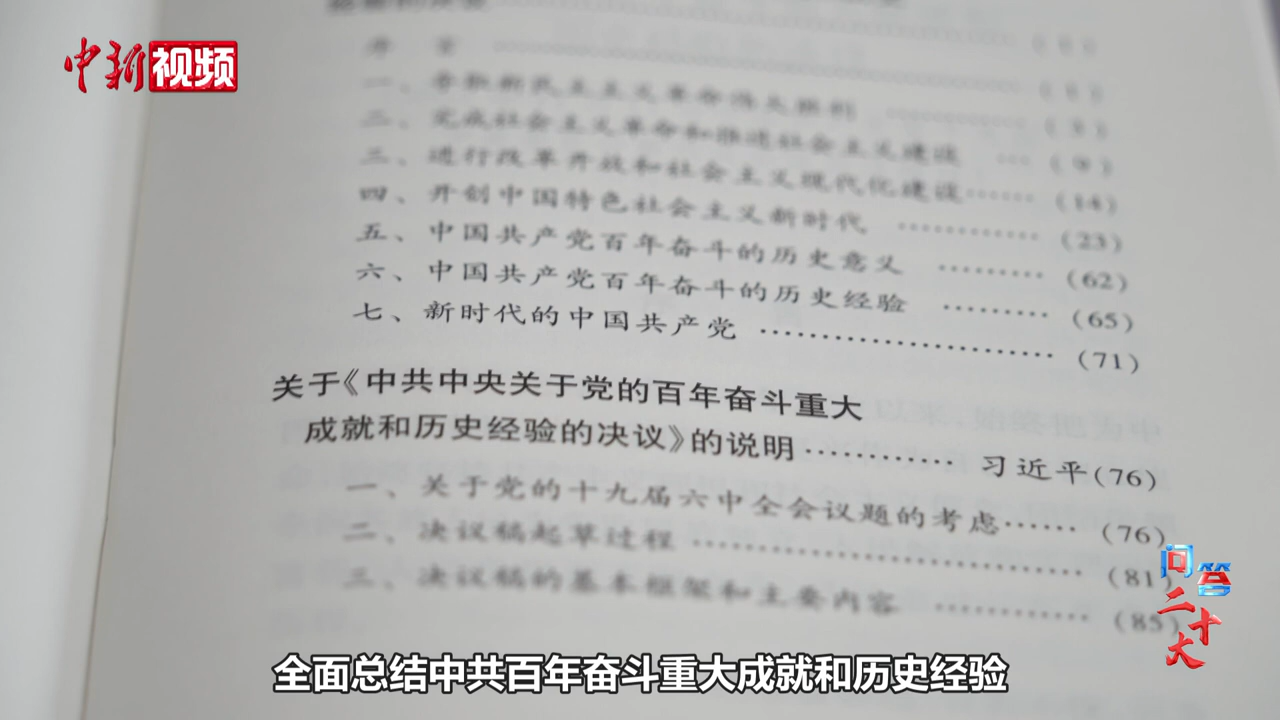 中新视频
序言 (1)
一、夺取新民主主义革命伟大胜利 (3)
二、完成社会主义革命和推进社会主义建设 … (9)
三、进行改革开放和社会主义现代化建设…… (14)
四、开创中国特色社会主义新时代 ………… (23)
五、中国共产党百年奋斗的历史意义 ……… (62)
六、中国共产党百年奋斗的历史经验 ……… (65)
七、新时代的中国共产党 ……………………… (71)
关于《中共中央关于党的百年奋斗重大
成就和历史经验的决议》的说明………… 习近平(76)
一、关于党的十九届六中全会议题的考虑…… (76)
二、决议稿起草过程 ……………………………… (81)
三、决议稿的基本框架和主要内容 ………… (85)
问答
二十大
全面总结中共百年奋斗重大成就和历史经验